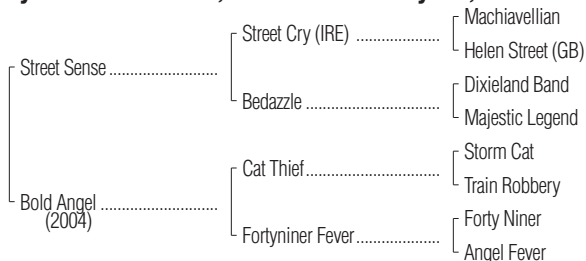 Machiavellian
Street Cry (IRE) ....................
Helen Street (GB)
Street Sense ..........................
Dixieland Band
Bedazzle ...............................
Majestic Legend
Storm Cat
Cat Thief................................
Train Robbery
Bold Angel ............................
(2004)
Forty Niner
Fortyniner Fever....................
Angel Fever